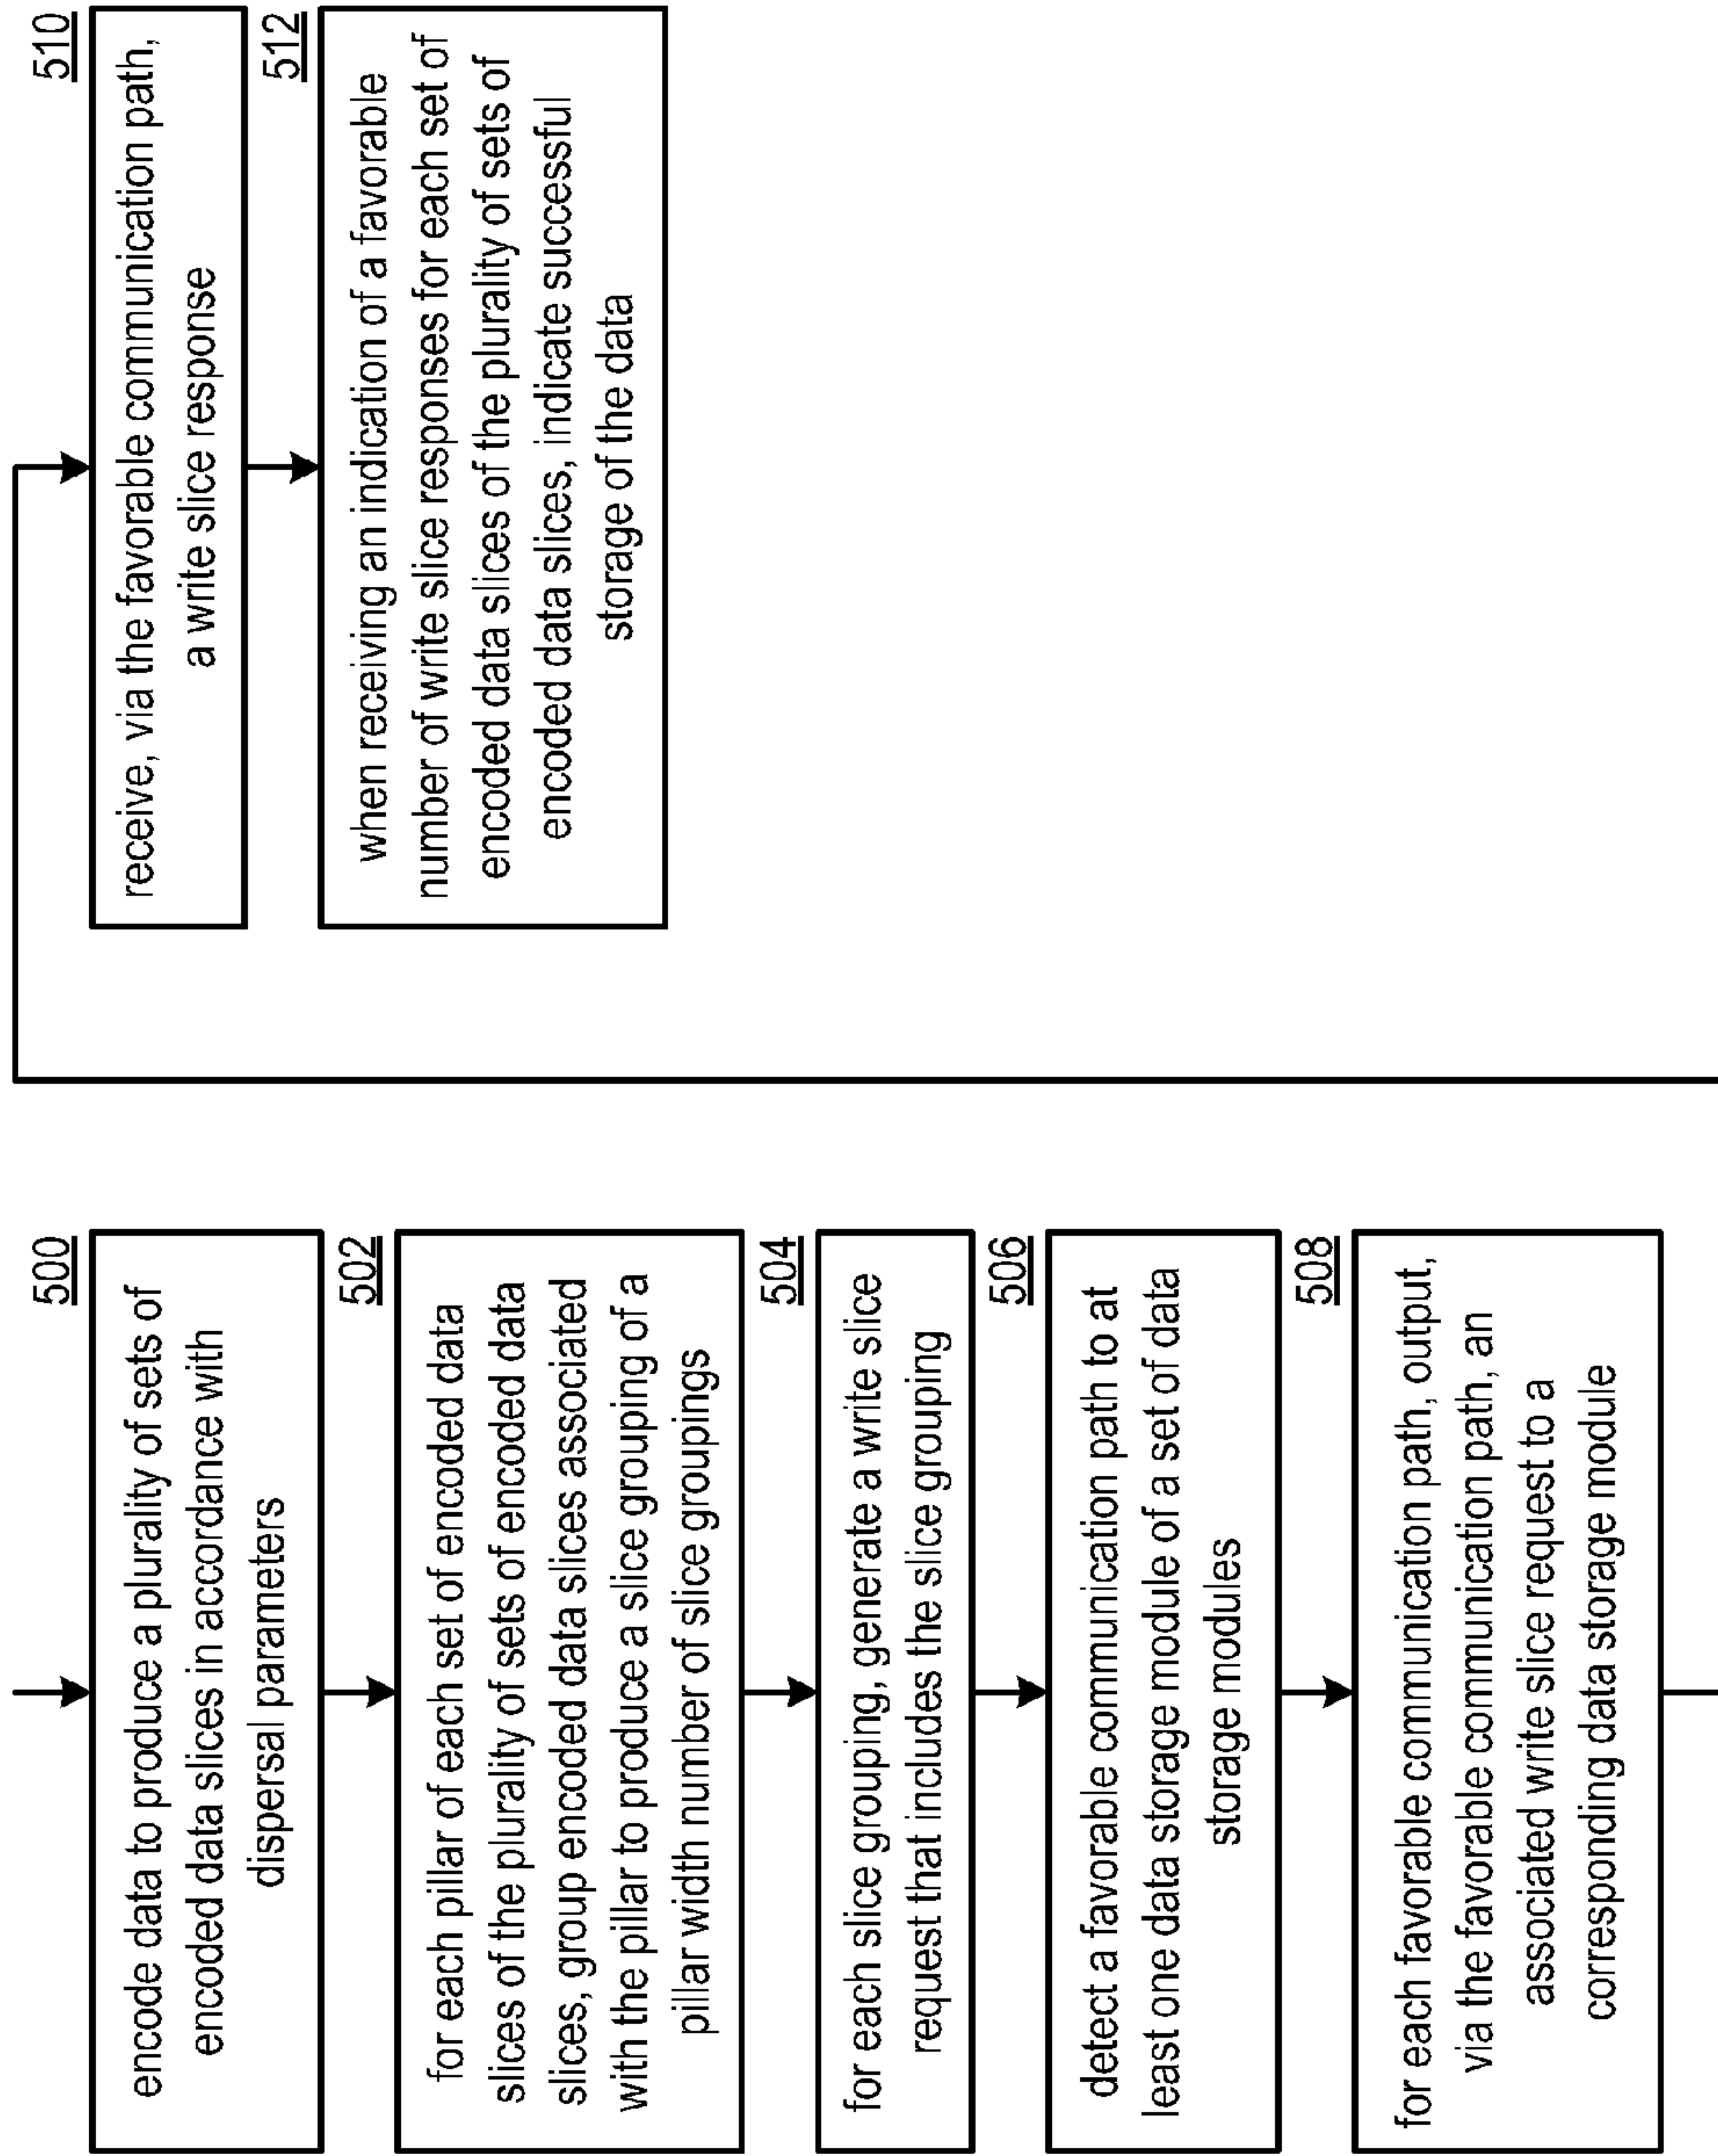 500
encode data to produce a plurality of sets of
encoded data slices in accordance with
dispersal parameters
502
for each pillar of each set of encoded data
slices of the plurality of sets of encoded data
slices, group encoded data slices associated
with the pillar to produce a slice grouping of a
pillar width number of slice groupings
504
for each slice grouping, generate a write slice
request that includes the slice grouping
506
detect a favorable communication path to at
least one data storage module of a set of data
storage modules
508
for each favorable communication path, output,
via the favorable communication path, an
associated write slice request to a
corresponding data storage module
510
receive, via the favorable communication path,
a write slice response
512
when receiving an indication of a favorable
number of write slice responses for each set of
encoded data slices of the plurality of sets of
encoded data slices, indicate successful
storage of the data